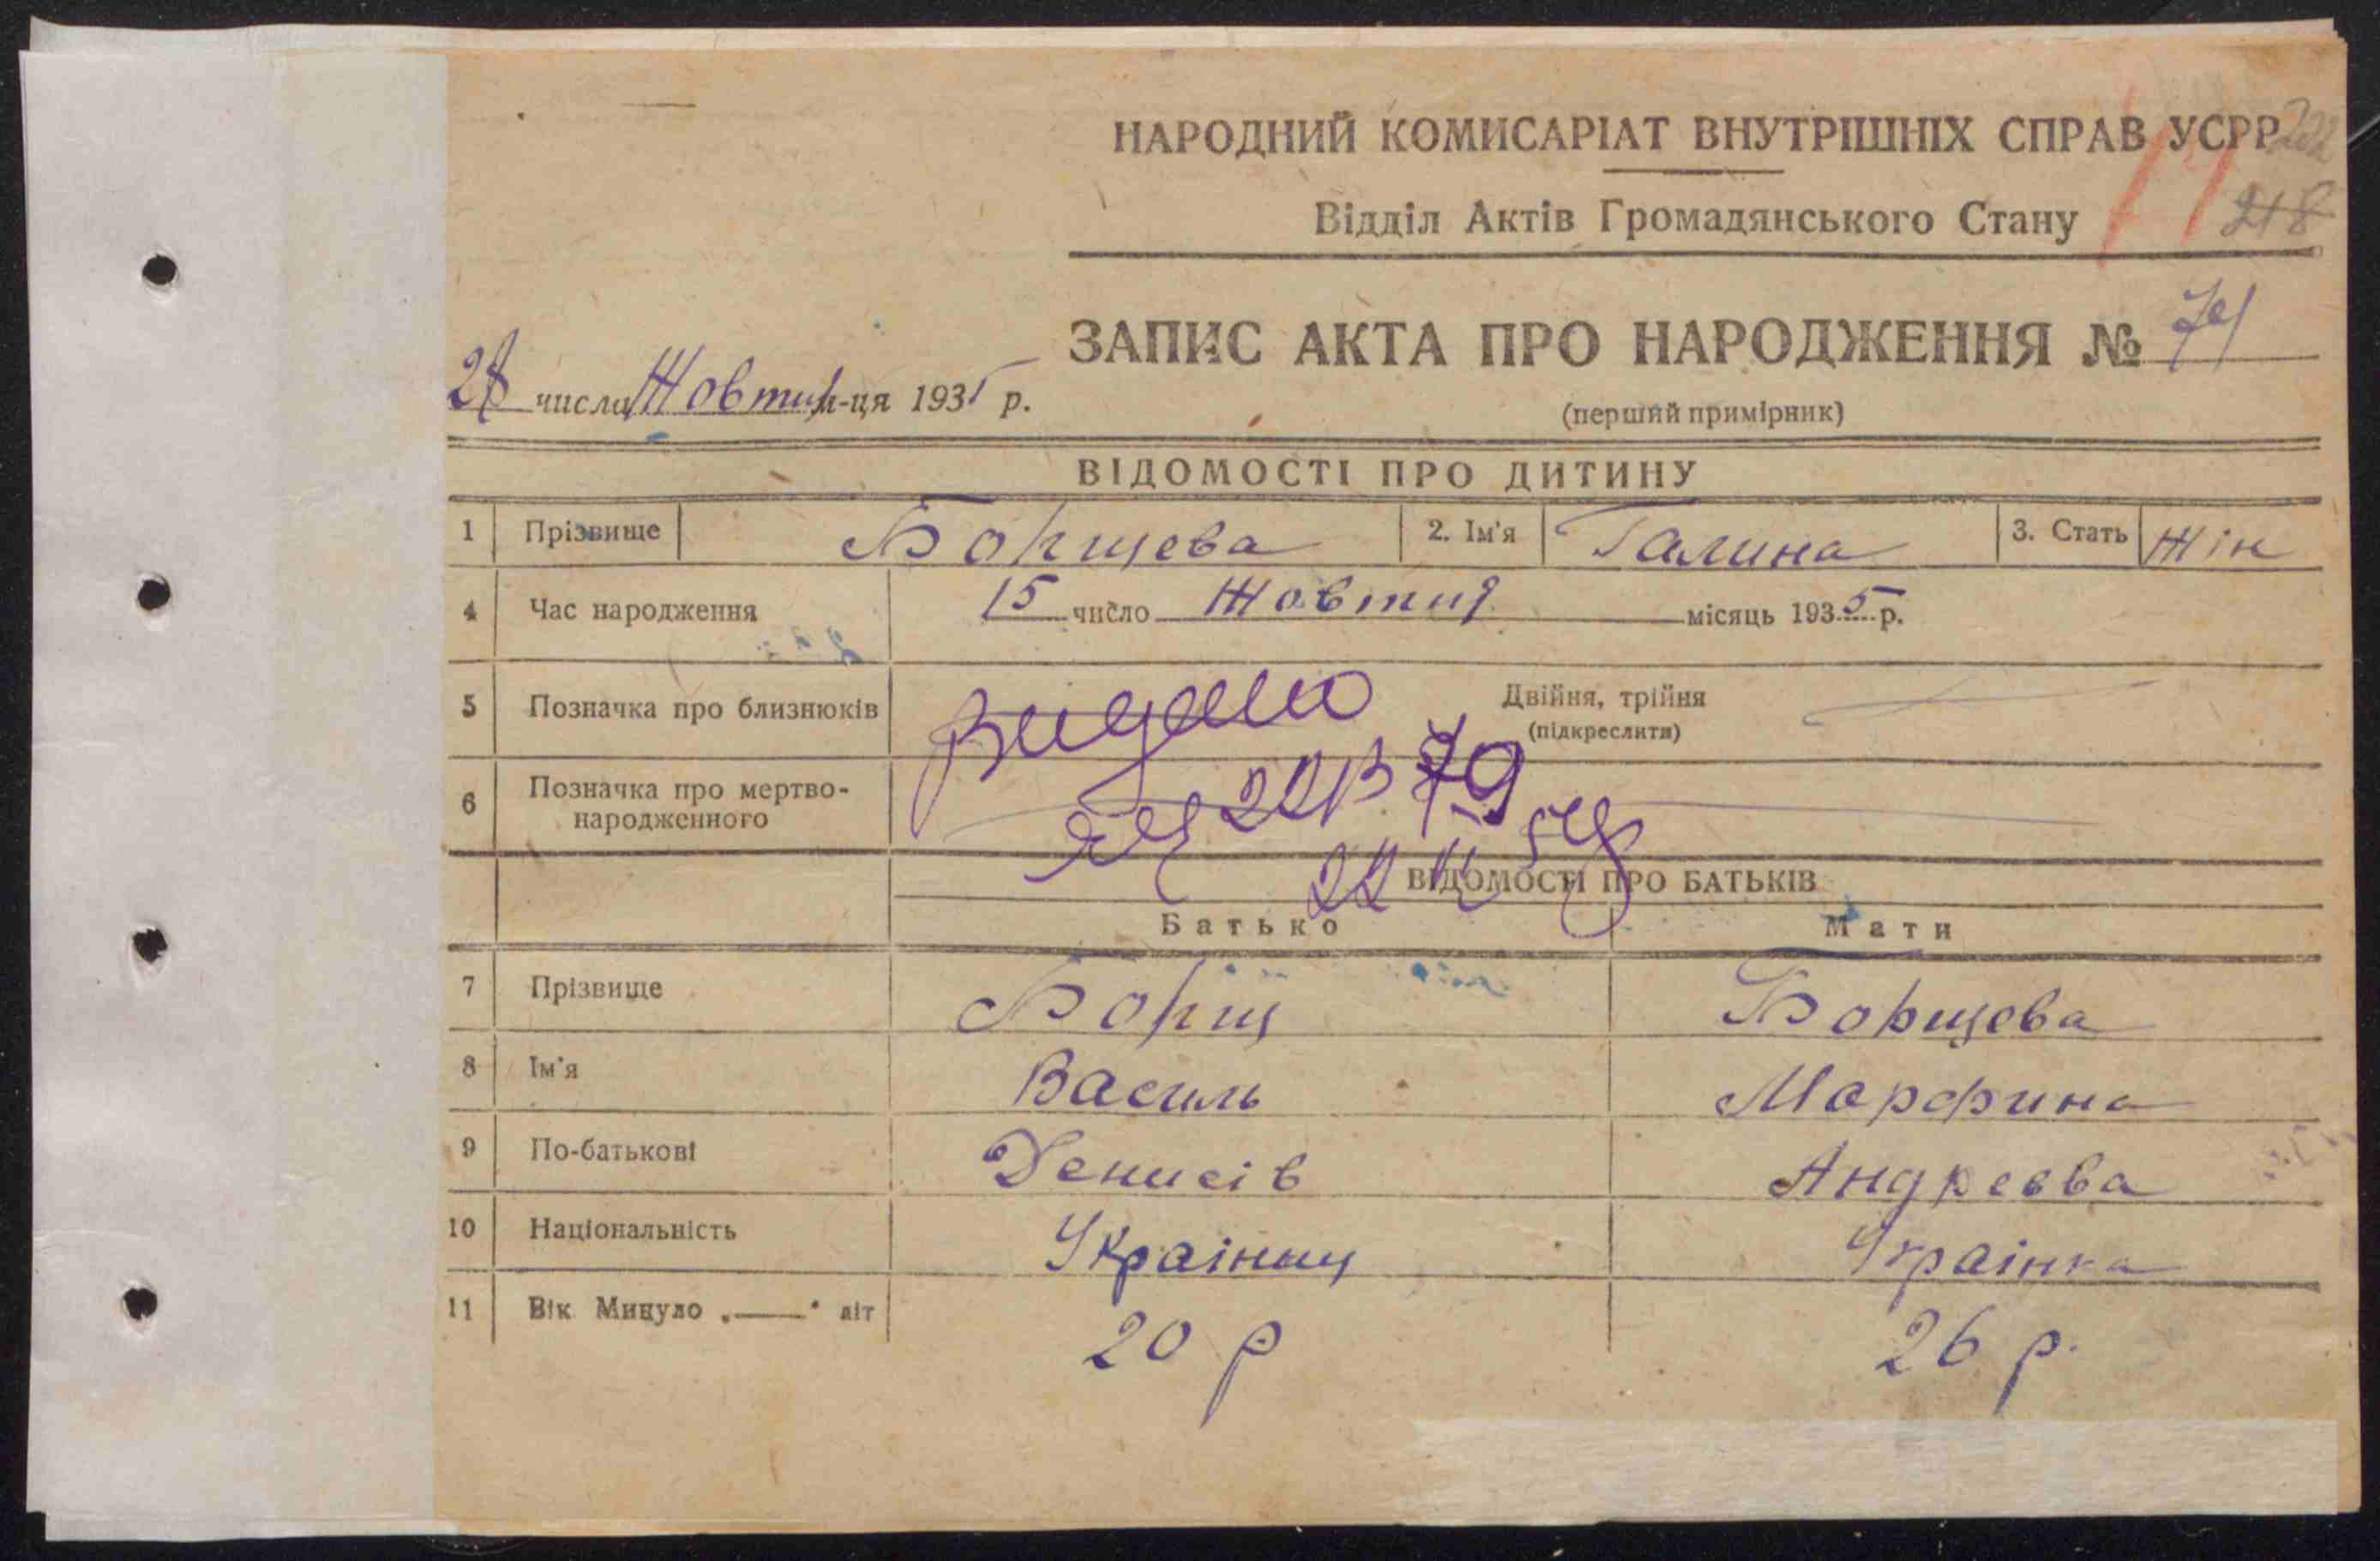 НАРОДНИЙ КОМИСАРІАТ ВНУТРІШНІХ СПРАВ УСРР
Відділ Актів Громадянського Стану
218
ЗАПИС АКТА ПРО НАРОДЖЕННЯ №
28 числа Жовтня м-ця 1935 р.
(перший примірник)
ВІДОМОСТІ ПРО ДИТИНУ
1 Прізвище Борщева 2. Ім'я Галина 3. Стать Жін
4 Час народження 15 число Жовтня місяць 1935 р.
5 Позначка про близнюків Двійня, трійня
(підкреслити)
6 Позначка про мертво-
народженного
ВІДОМОСТІ ПРО БАТЬКІВ
Батько Мати
7 Прізвище Борщ Борщева
8 Ім'я Василь Марфина
9 По-батькові Денисів Андреєва
10 Національність Українец Українка
11 Вік Минуло „—“ літ 20 р 26 р.